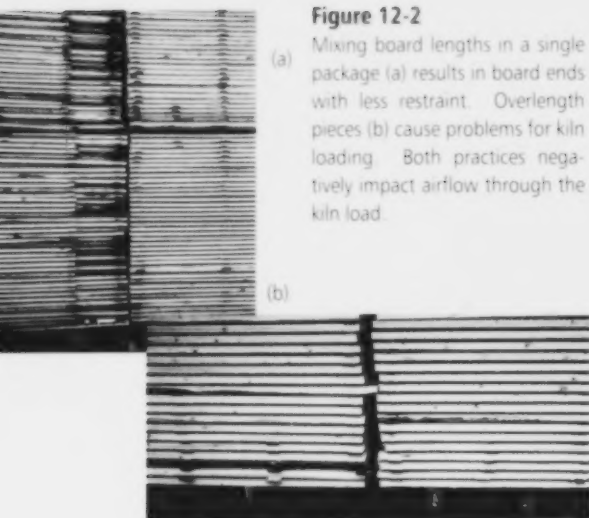 Figure 12-2
(a)
Mixing board lengths in a single
package (a) results in board ends
with less restraint. Overlength
pieces (b) cause problems for kiln
loading. Both practices nega-
tively impact airflow through the
kiln load.
(b)